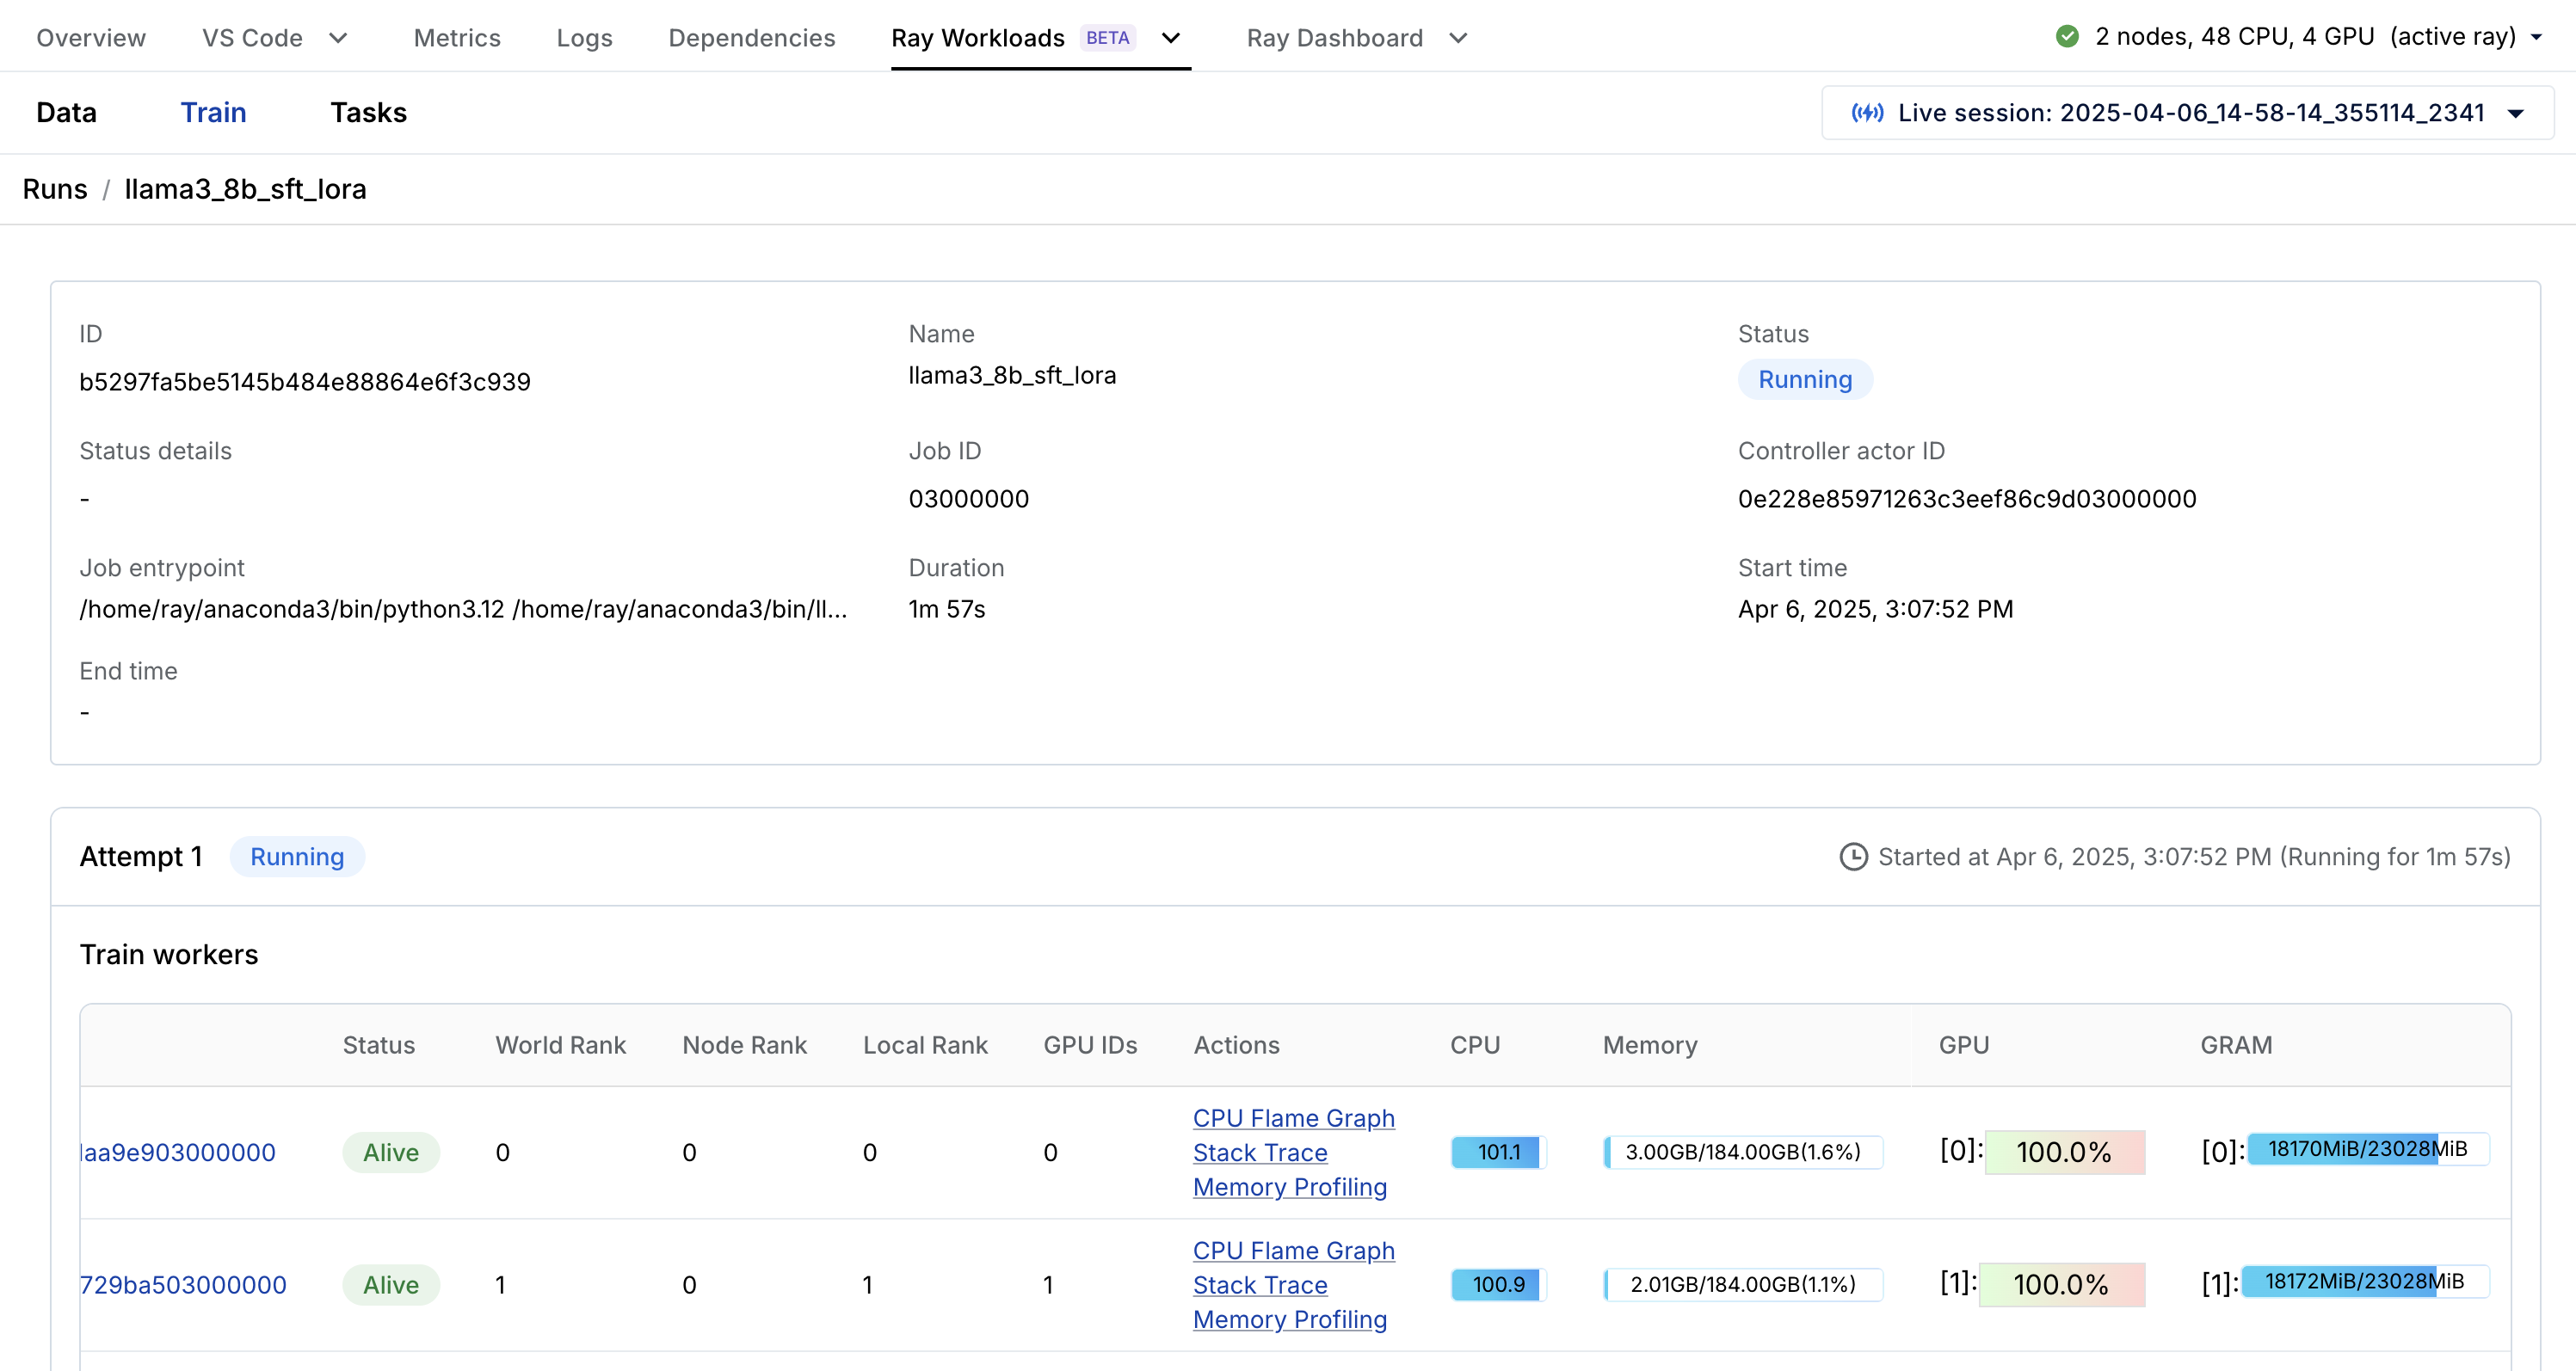 Overview VS Code Metrics Logs Dependencies Ray Workloads BETA Ray Dashboard 2 nodes, 48 CPU, 4 GPU (active ray)
Data Train Tasks Live session: 2025-04-06_14-58-14_355114_2341
Runs / llama3_8b_sft_lora
ID Name Status
b5297fa5be5145b484e88864e6f3c939 llama3_8b_sft_lora Running
Status details Job ID Controller actor ID
- 03000000 0e228e85971263c3eef86c9d03000000
Job entrypoint Duration Start time
/home/ray/anaconda3/bin/python3.12 /home/ray/anaconda3/bin/ll... 1m 57s Apr 6, 2025, 3:07:52 PM
End time
-
Attempt 1 Running Started at Apr 6, 2025, 3:07:52 PM (Running for 1m 57s)
Train workers
Status World Rank Node Rank Local Rank GPU IDs Actions CPU Memory GPU GRAM
CPU Flame Graph
aa9e903000000 Alive 0 0 0 0 Stack Trace 101.1 3.00GB/184.00GB(1.6%) [0]: 100.0% [0]: 18170MiB/23028MiB
Memory Profiling
CPU Flame Graph
729ba503000000 Alive 1 0 1 1 Stack Trace 100.9 2.01GB/184.00GB(1.1%) [1]: 100.0% [1]: 18172MiB/23028MiB
Memory Profiling